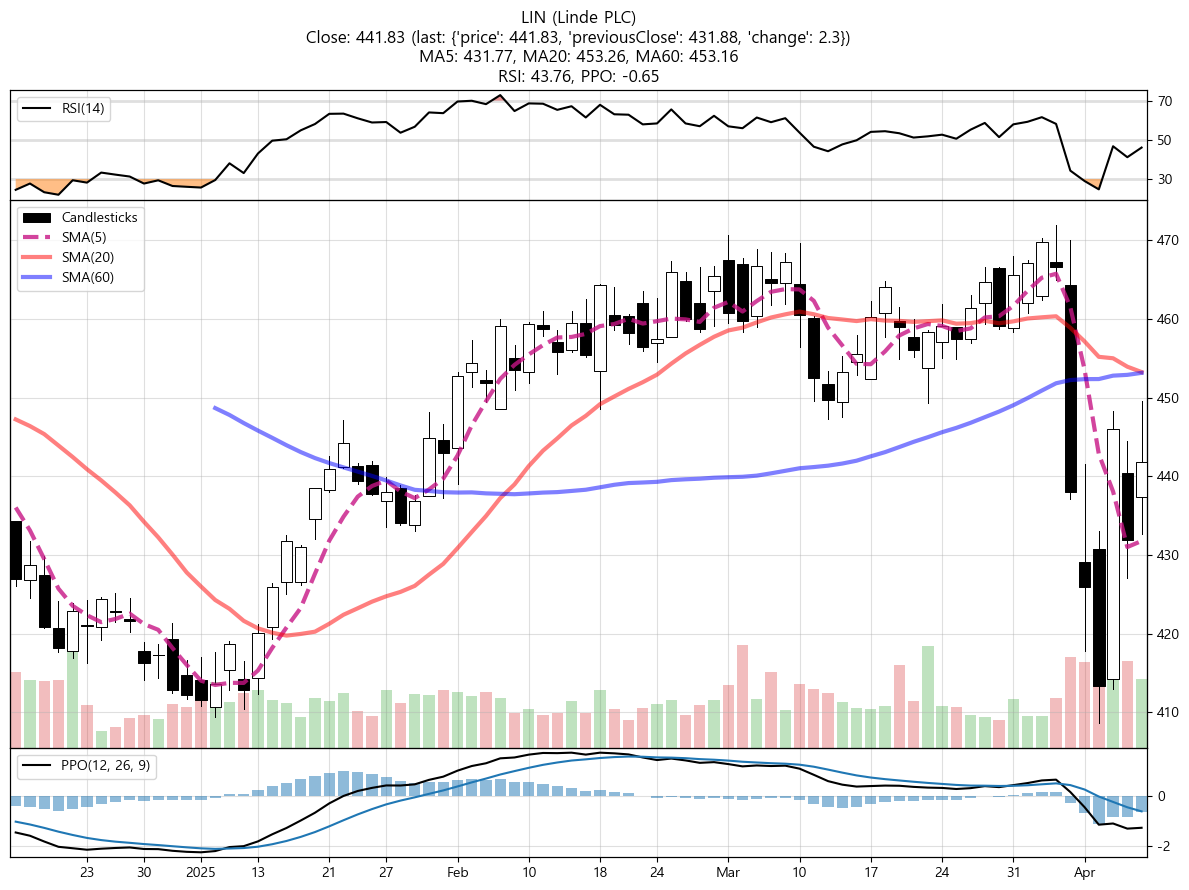 LIN (Linde PLC)
Close: 441.83 (last: {'price': 441.83, 'previousClose': 431.88, 'change': 2.3})
MA5: 431.77, MA20: 453.26, MA60: 453.16
RSI: 43.76, PPO: -0.65
RSI(14)
70
50
30
Candlesticks
SMA(5)
SMA(20)
SMA(60)
470
460
450
440
430
420
410
PPO(12, 26, 9)
0
-2
23 30 2025 13 21 27 Feb 10 18 24 Mar 10 17 24 31 Apr